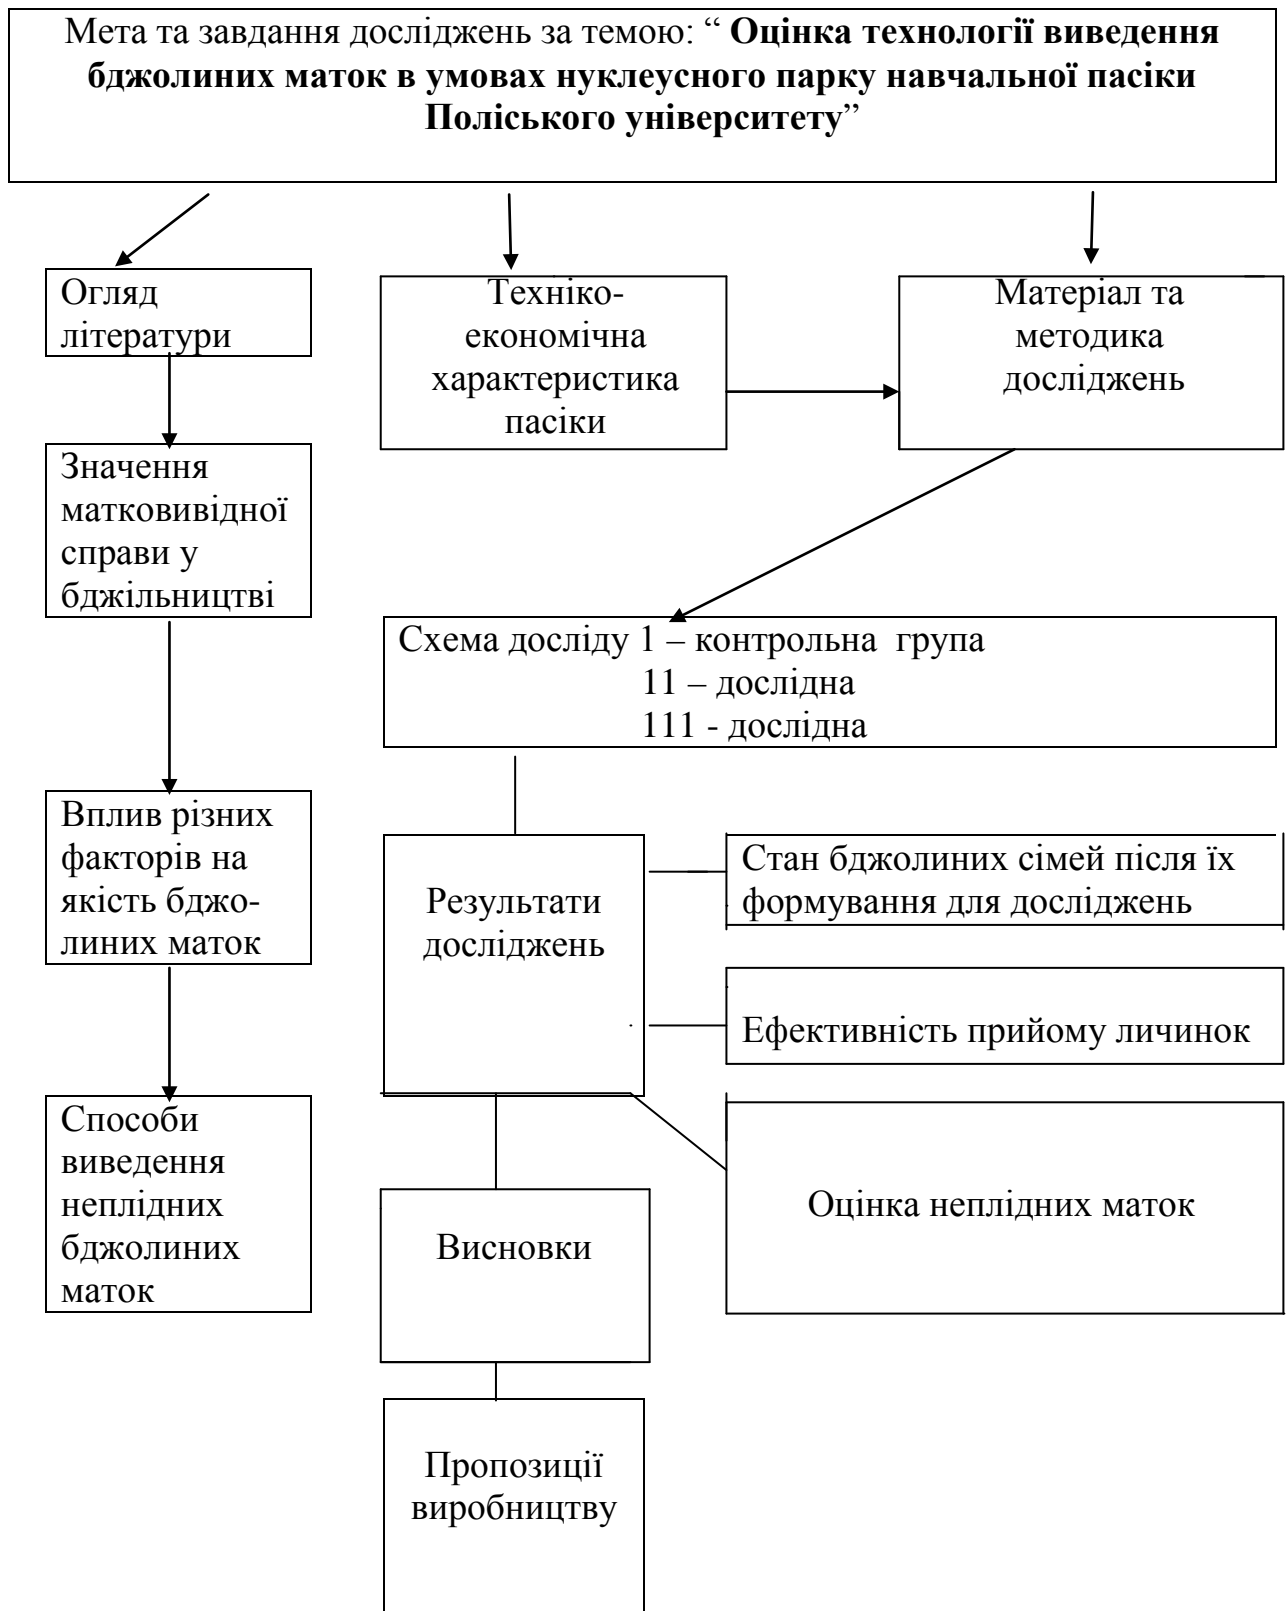 Мета та завдання досліджень за темою: “ Оцінка технології виведення
бджолиних маток в умовах нуклеусного парку навчальної пасіки
Поліського університету”
Огляд
літератури
Техніко-
економічна
характеристика
пасіки
Матеріал та
методика
досліджень
Значення
матковивідної
справи у
бджільництві
Схема досліду 1 – контрольна група
11 – дослідна
111 - дослідна
Вплив різних
факторів на
якість бджо-
линих маток
Результати
досліджень
Стан бджолиних сімей після їх
формування для досліджень
Ефективність прийому личинок
Способи
виведення
неплідних
бджолиних
маток
Оцінка неплідних маток
Висновки
Пропозиції
виробництву